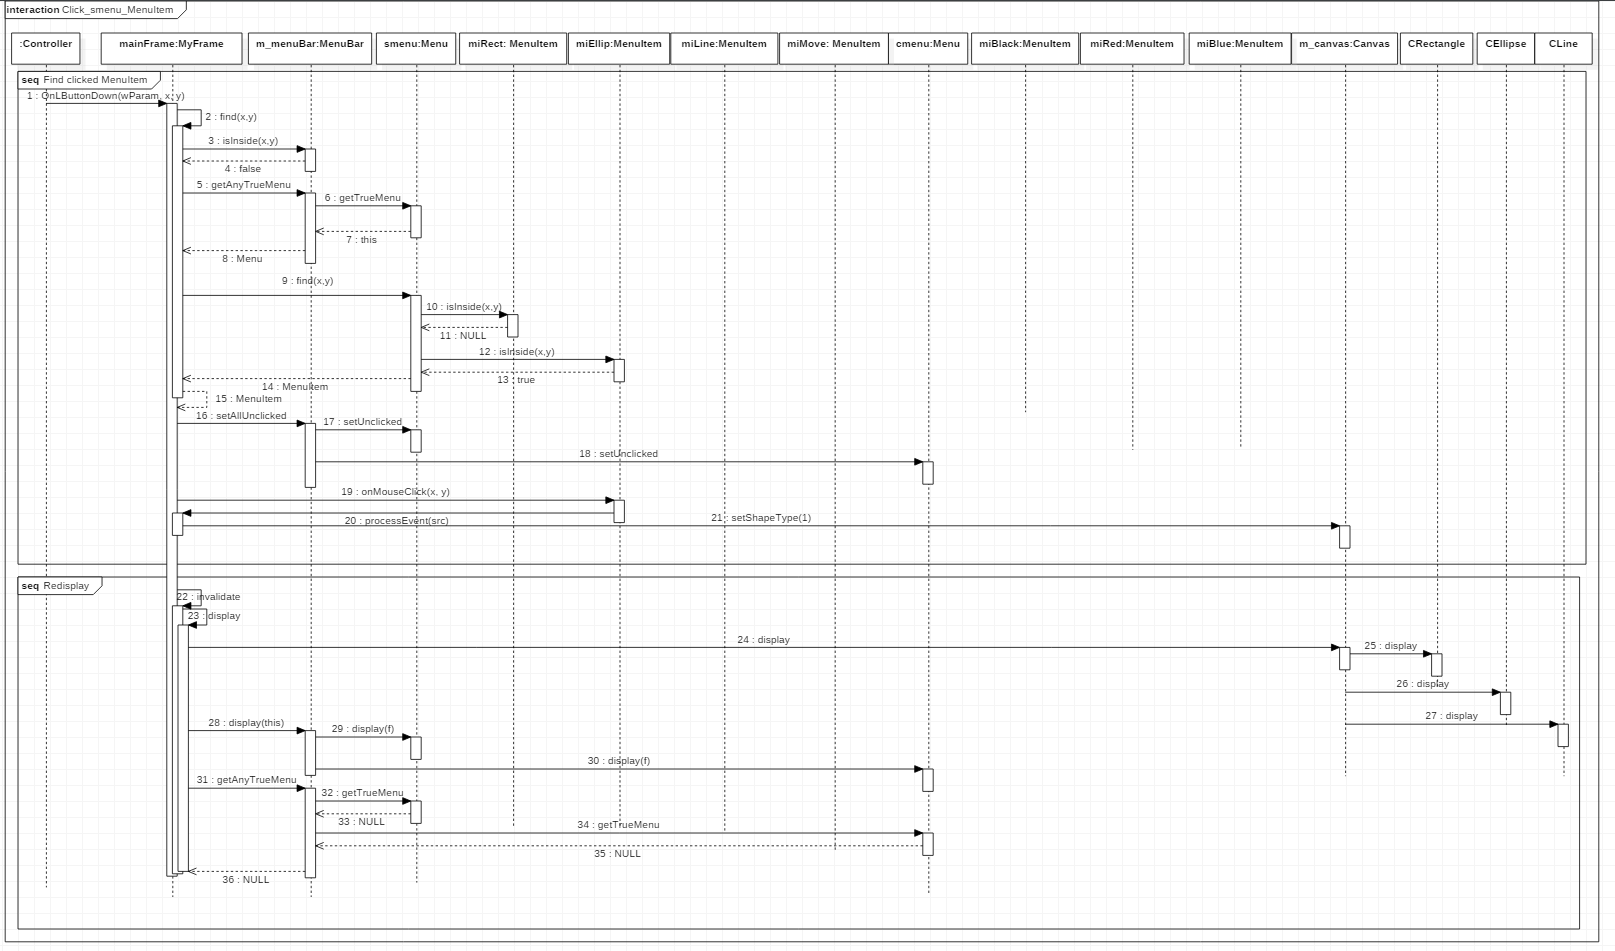 interaction Click_smenu_MenuItem
:Controller
mainFrame:MyFrame
m_menuBar:MenuBar
smenu:Menu
miRect: MenuItem
miEllip:MenuItem
miLine:MenuItem
miMove: MenuItem
cmenu:Menu
miBlack:MenuItem
miRed:MenuItem
miBlue:MenuItem
m_canvas:Canvas
CRectangle
CEllipse
CLine
seq Find clicked MenuItem
1 : OnLButtonDown(wParam, x, y)
2 : find(x,y)
3 : isInside(x,y)
4 : false
5 : getAnyTrueMenu
6 : getTrueMenu
7 : this
8 : Menu
9 : find(x,y)
10 : isInside(x,y)
11 : NULL
12 : isInside(x,y)
13 : true
14 : MenuItem
15 : MenuItem
16 : setAllUnclicked
17 : setUnclicked
18 : setUnclicked
19 : onMouseClick(x, y)
20 : processEvent(src)
21 : setShapeType(1)
seq Redisplay
22 : invalidate
23 : display
24 : display
25 : display
26 : display
27 : display
28 : display(this)
29 : display(f)
30 : display(f)
31 : getAnyTrueMenu
32 : getTrueMenu
33 : NULL
34 : getTrueMenu
35 : NULL
36 : NULL